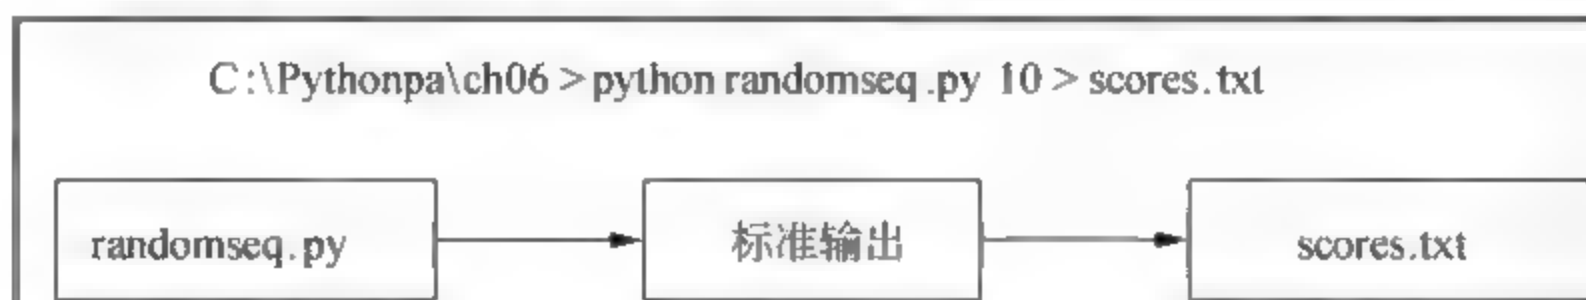 C:\Pythonpa\ch06 >python randomseq.py 10 > scores.txt
randomseq.py 标准输出 scores.txt